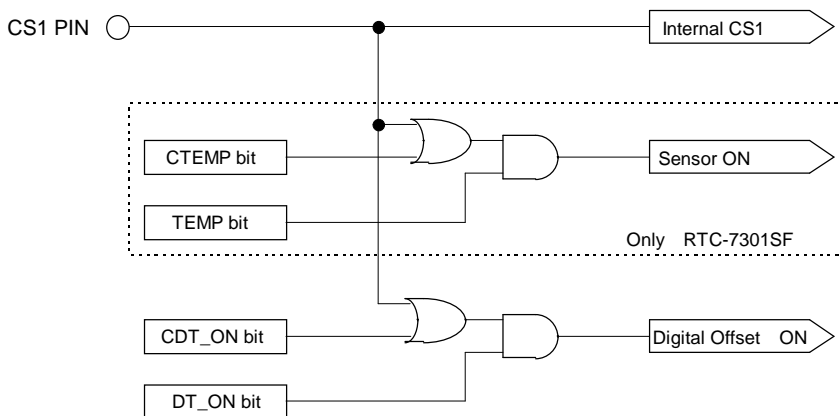 CS1 PIN
Internal CS1
CTEMP bit
Sensor ON
TEMP bit
Only RTC-7301SF
CDT_ON bit
Digital Offset ON
DT_ON bit